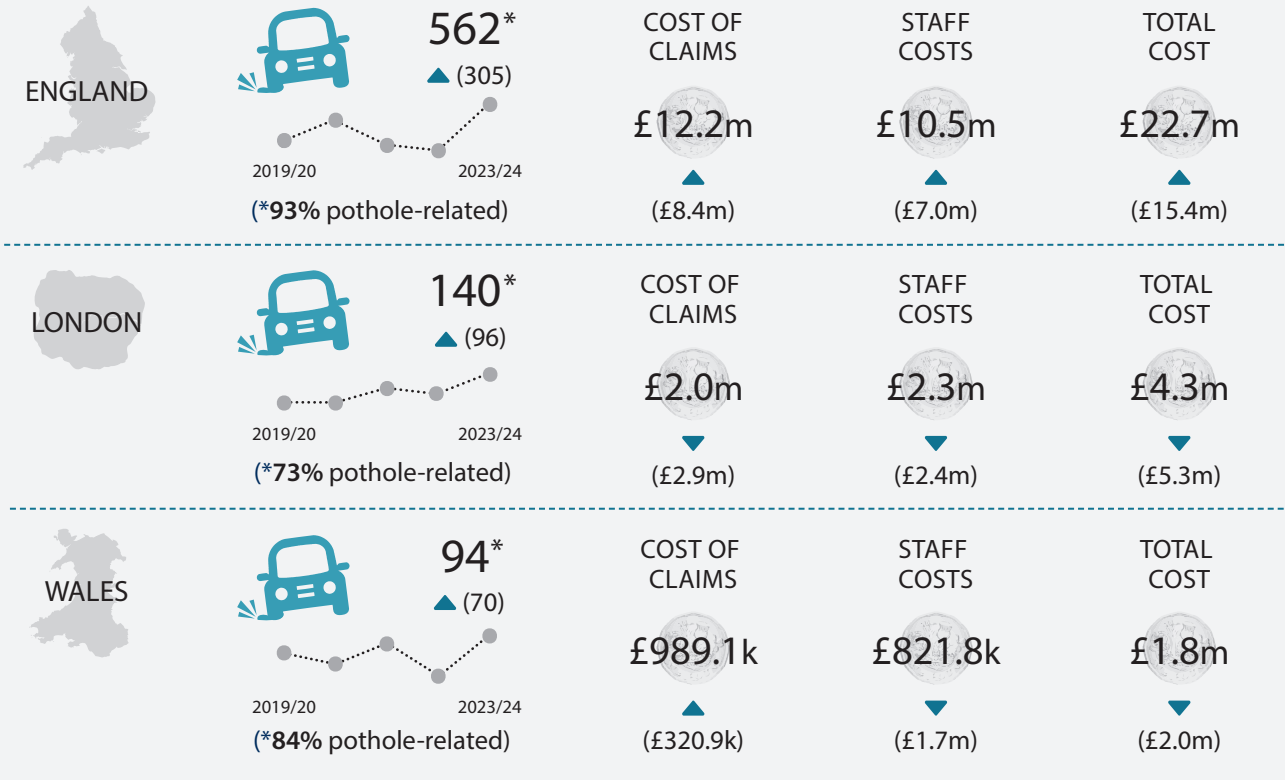 ENGLAND
562*
▲ (305)
2019/20 2023/24
(*93% pothole-related)
COST OF
CLAIMS
£12.2m
▲
(£8.4m)
STAFF
COSTS
£10.5m
▲
(£7.0m)
TOTAL
COST
£22.7m
▲
(£15.4m)
LONDON
140*
▲ (96)
2019/20 2023/24
(*73% pothole-related)
COST OF
CLAIMS
£2.0m
▼
(£2.9m)
STAFF
COSTS
£2.3m
▼
(£2.4m)
TOTAL
COST
£4.3m
▼
(£5.3m)
WALES
94*
▲ (70)
2019/20 2023/24
(*84% pothole-related)
COST OF
CLAIMS
£989.1k
▲
(£320.9k)
STAFF
COSTS
£821.8k
▼
(£1.7m)
TOTAL
COST
£1.8m
▼
(£2.0m)